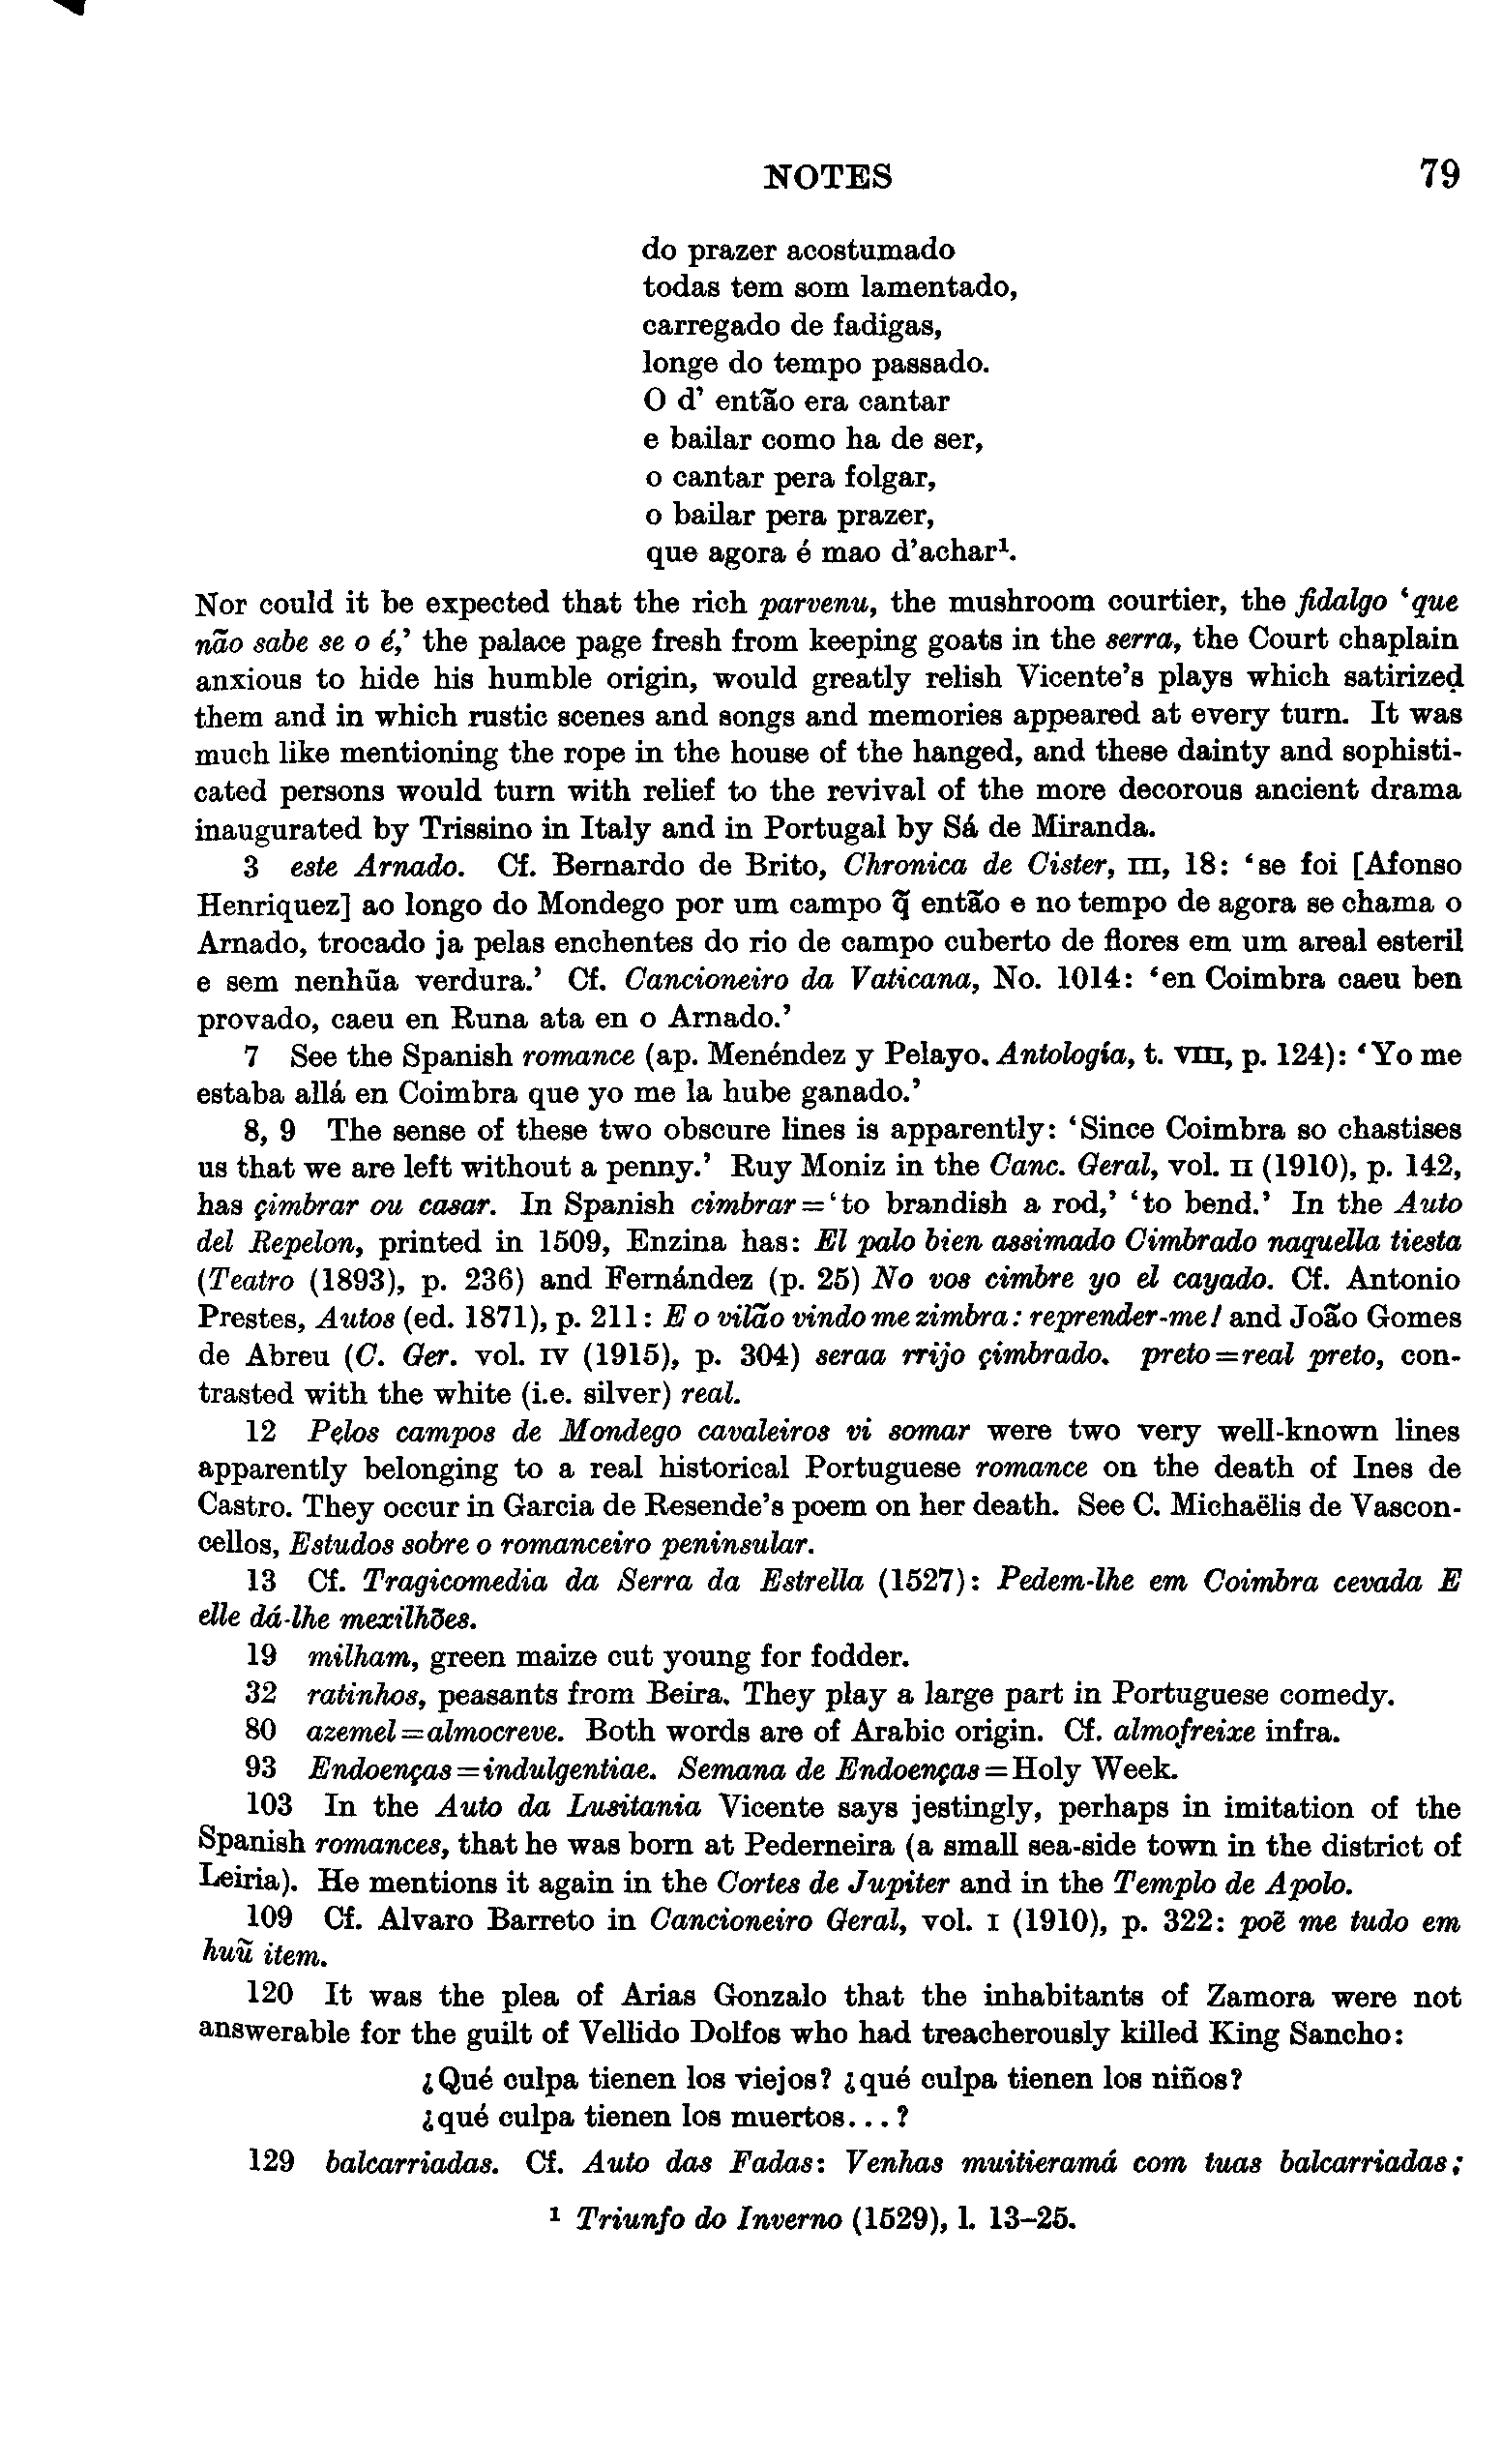 NOTES 79
do prazer acostumado
todas tem som lamentado,
carregado de fadigas,
longe do tempo passado.
O d' então era cantar
e bailar como ha de ser,
o cantar pera folgar,
o bailar pera prazer,
que agora é mao d'achar¹.
Nor could it be expected that the rich parvenu, the mushroom courtier, the fidalgo 'que
não sabe se o é,' the palace page fresh from keeping goats in the serra, the Court chaplain
anxious to hide his humble origin, would greatly relish Vicente's plays which satirized
them and in which rustic scenes and songs and memories appeared at every turn. It was
much like mentioning the rope in the house of the hanged, and these dainty and sophisti-
cated persons would turn with relief to the revival of the more decorous ancient drama
inaugurated by Trissino in Italy and in Portugal by Sá de Miranda.
3 este Arnado. Cf. Bernardo de Brito, Chronica de Cister, III, 18: 'se foi [Afonso
Henriquez] ao longo do Mondego por um campo q̃ então e no tempo de agora se chama o
Arnado, trocado ja pelas enchentes do rio de campo cuberto de flores em um areal esteril
e sem nenhũa verdura.' Cf. Cancioneiro da Vaticana, No. 1014: 'en Coimbra caeu ben
provado, caeu en Runa ata en o Arnado.'
7 See the Spanish romance (ap. Menéndez y Pelayo. Antología, t. VIII, p. 124): 'Yo me
estaba allá en Coimbra que yo me la hube ganado.'
8, 9 The sense of these two obscure lines is apparently: 'Since Coimbra so chastises
us that we are left without a penny.' Ruy Moniz in the Canc. Geral, vol. II (1910), p. 142,
has çimbrar ou casar. In Spanish cimbrar='to brandish a rod,' 'to bend.' In the Auto
del Repelon, printed in 1509, Enzina has: El palo bien assimado Cimbrado naquella tiesta
(Teatro (1893), p. 236) and Fernández (p. 25) No vos cimbre yo el cayado. Cf. Antonio
Prestes, Autos (ed. 1871), p. 211: E o vilão vindo me zimbra: reprender-me! and João Gomes
de Abreu (C. Ger. vol. IV (1915), p. 304) seraa rrijo çimbrado. preto=real preto, con-
trasted with the white (i.e. silver) real.
12 Pelos campos de Mondego cavaleiros vi somar were two very well-known lines
apparently belonging to a real historical Portuguese romance on the death of Ines de
Castro. They occur in Garcia de Resende's poem on her death. See C. Michaëlis de Vascon-
cellos, Estudos sobre o romanceiro peninsular.
13 Cf. Tragicomedia da Serra da Estrella (1527): Pedem-lhe em Coimbra cevada E
elle dá-lhe mexilhões.
19 milham, green maize cut young for fodder.
32 ratinhos, peasants from Beira. They play a large part in Portuguese comedy.
80 azemel=almocreve. Both words are of Arabic origin. Cf. almofreixe infra.
93 Endoenças=indulgentiae. Semana de Endoenças=Holy Week.
103 In the Auto da Lusitania Vicente says jestingly, perhaps in imitation of the
Spanish romances, that he was born at Pederneira (a small sea-side town in the district of
Leiria). He mentions it again in the Cortes de Jupiter and in the Templo de Apolo.
109 Cf. Alvaro Barreto in Cancioneiro Geral, vol. I (1910), p. 322: poẽ me tudo em
huũ item.
120 It was the plea of Arias Gonzalo that the inhabitants of Zamora were not
answerable for the guilt of Vellido Dolfos who had treacherously killed King Sancho:
¿Qué culpa tienen los viejos? ¿qué culpa tienen los niños?
¿qué culpa tienen los muertos...?
129 balcarriadas. Cf. Auto das Fadas: Venhas muitieramá com tuas balcarriadas;
¹ Triunfo do Inverno (1529), l. 13–25.